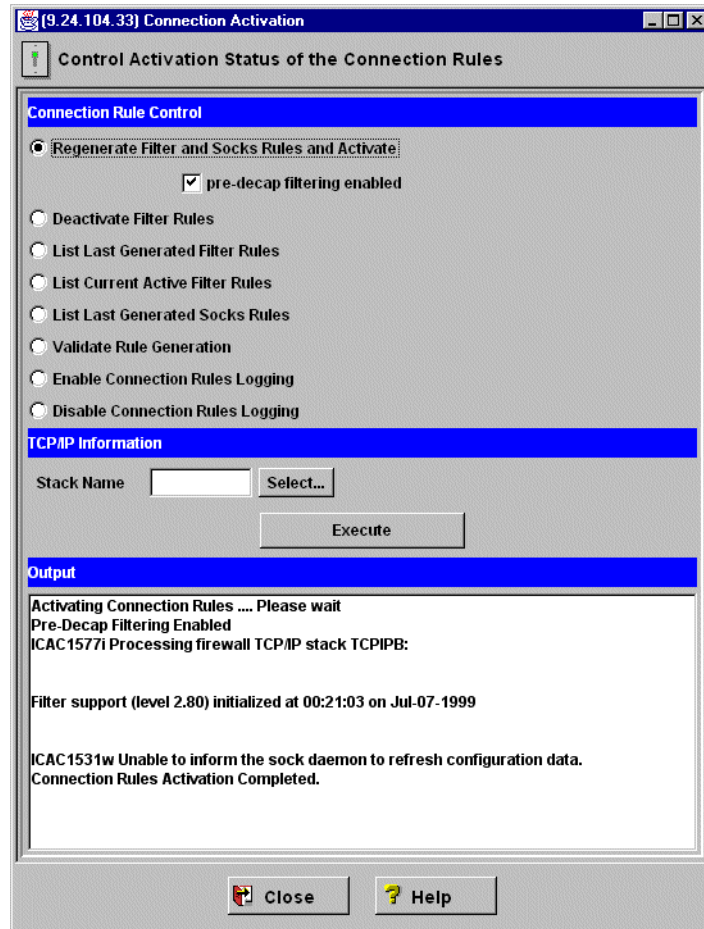 (9.24.104.33) Connection Activation
Control Activation Status of the Connection Rules
Connection Rule Control
Regenerate Filter and Socks Rules and Activate
pre-decap filtering enabled
Deactivate Filter Rules
List Last Generated Filter Rules
List Current Active Filter Rules
List Last Generated Socks Rules
Validate Rule Generation
Enable Connection Rules Logging
Disable Connection Rules Logging
TCP/IP Information
Stack Name Select...
Execute
Output
Activating Connection Rules .... Please wait
Pre-Decap Filtering Enabled
ICAC1577i Processing firewall TCP/IP stack TCPIPB:
Filter support (level 2.80) initialized at 00:21:03 on Jul-07-1999
ICAC1531w Unable to inform the sock daemon to refresh configuration data.
Connection Rules Activation Completed.
Close Help